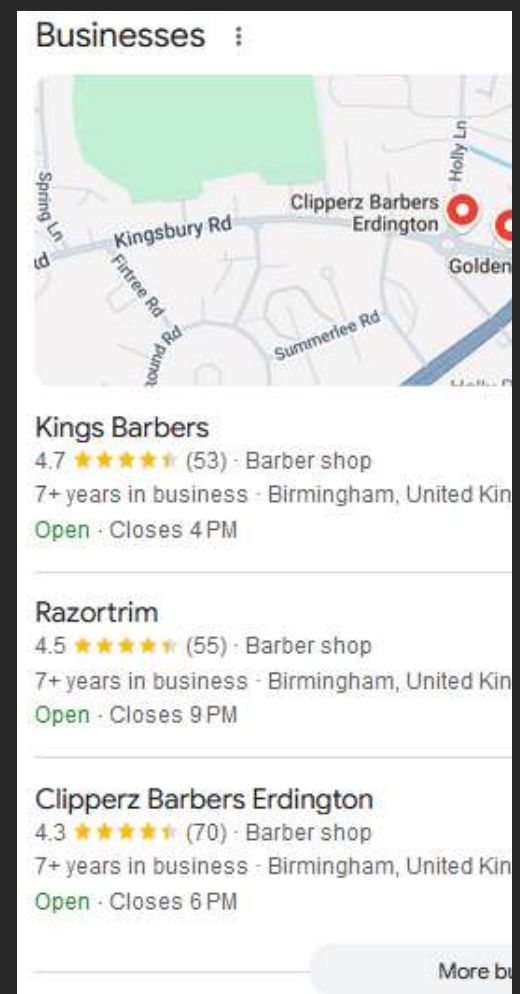 Businesses
Spring Ln
Kingsbury Rd
Holly Ln
Clipperz Barbers
Erdington
Golden
Firtree Rd
ound Rd
Summerlee Rd
Kings Barbers
4.7 (53) · Barber shop
7+ years in business · Birmingham, United Kin
Open · Closes 4 PM
Razortrim
4.5 (55) · Barber shop
7+ years in business · Birmingham, United Kin
Open · Closes 9 PM
Clipperz Barbers Erdington
4.3 (70) · Barber shop
7+ years in business · Birmingham, United Kin
Open · Closes 6 PM
More bu